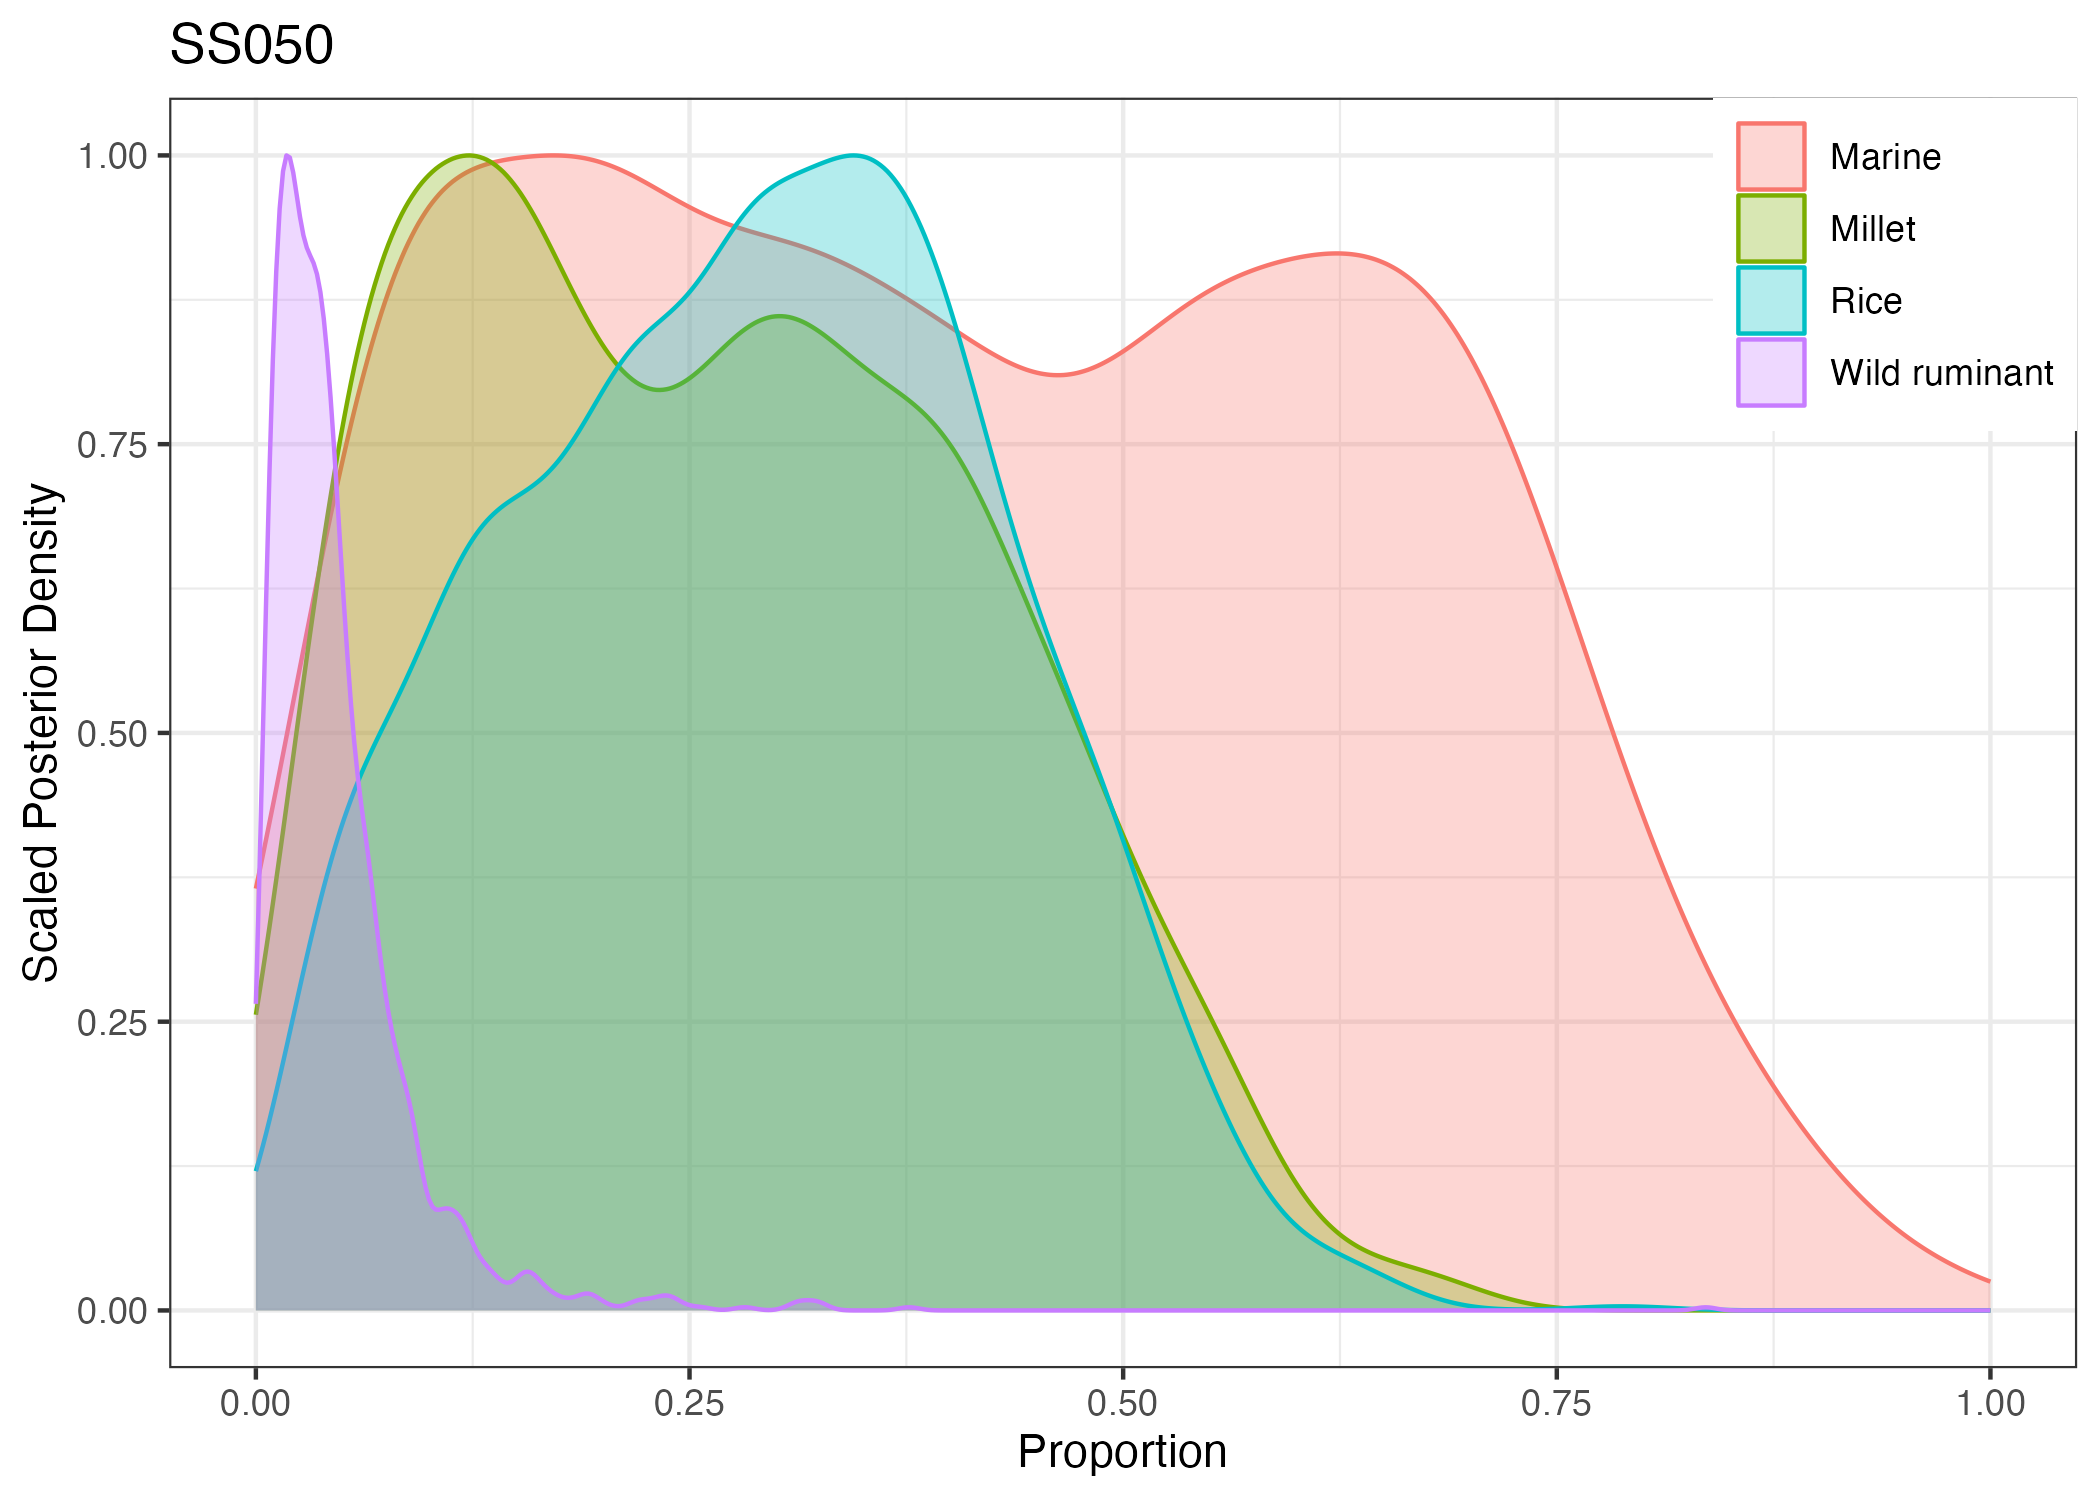 SS050
Marine
Millet
Rice
Wild ruminant
Scaled Posterior Density
1.00
0.75
0.50
0.25
0.00
0.00 0.25 0.50 0.75 1.00
Proportion